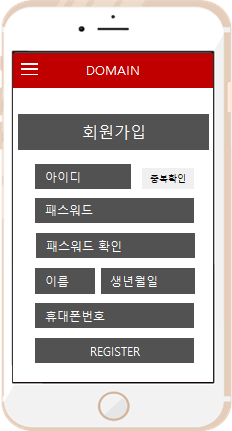 DOMAIN
회원가입
아이디 중복확인
패스워드
패스워드 확인
이름 생년월일
휴대폰번호
REGISTER